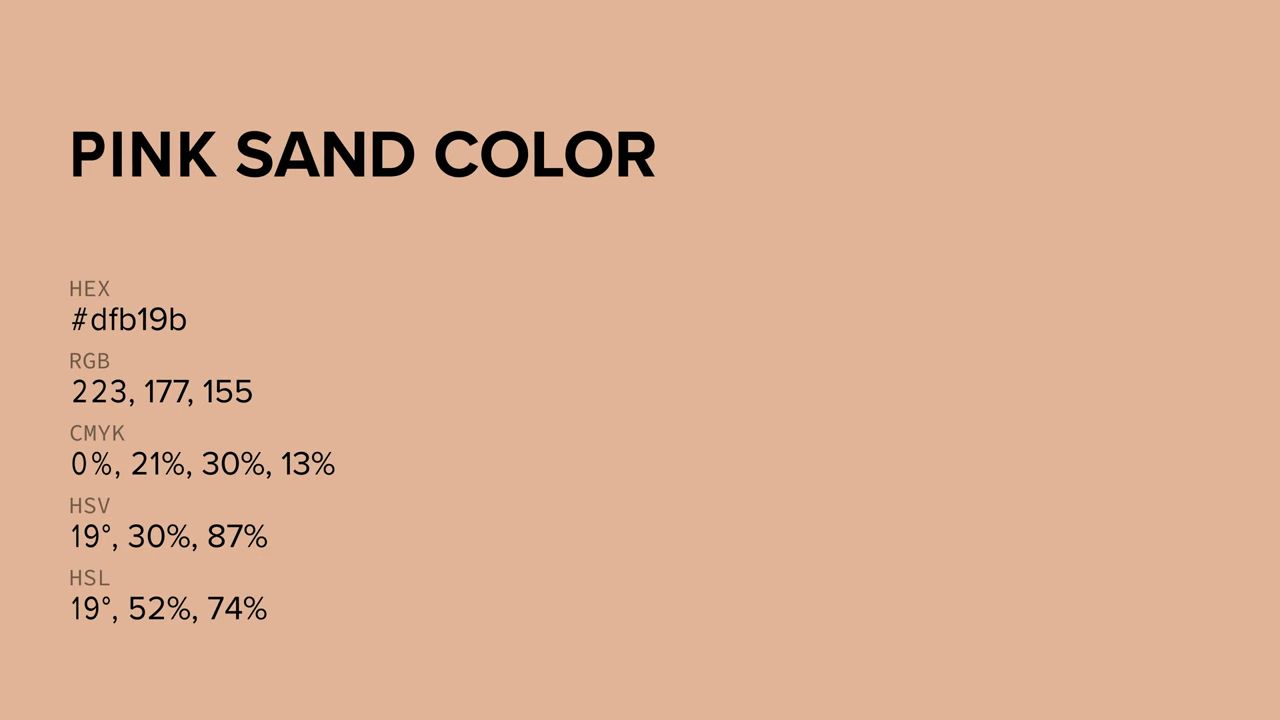 PINK SAND COLOR
HEX
#dfb19b
RGB
223, 177, 155
CMYK
0%, 21%, 30%, 13%
HSV
19°, 30%, 87%
HSL
19°, 52%, 74%